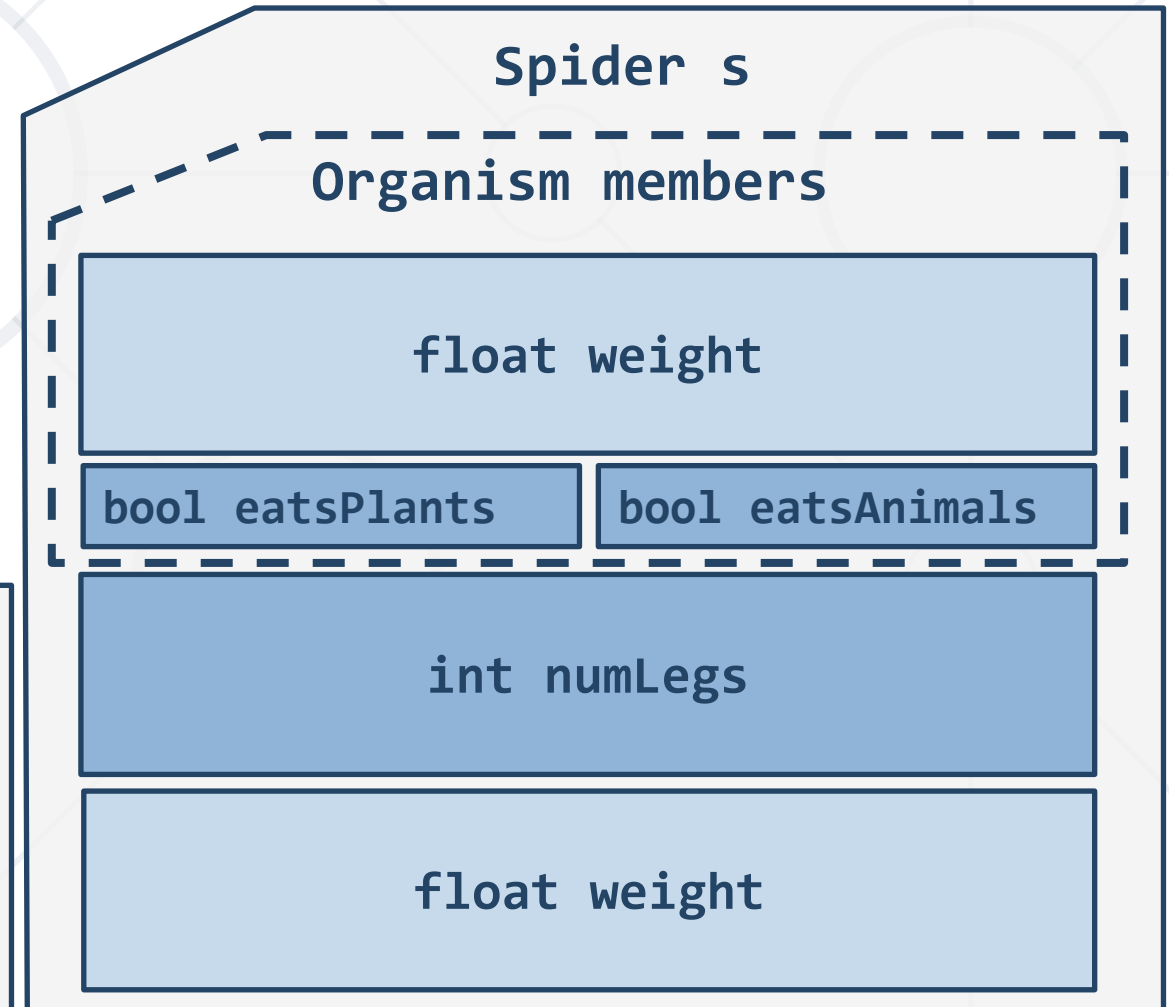 Spider s
Organism members
float weight
bool eatsPlants
bool eatsAnimals
int numLegs
float weight